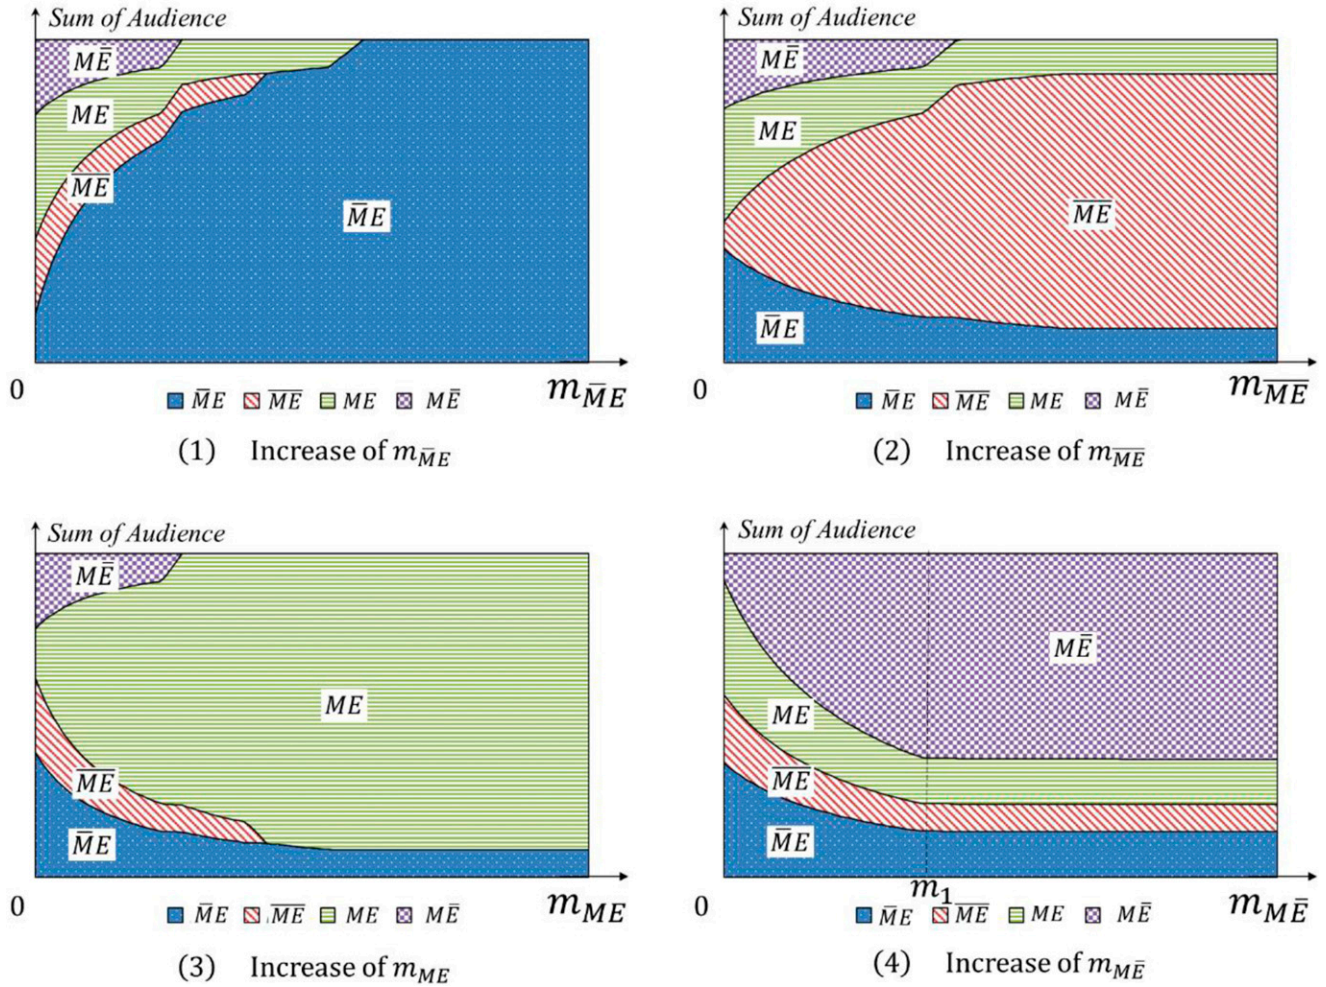 Sum of Audience
Sum of Audience
MĒ
MĒ
ME
ME
M̅E̅
M̄E
M̅E̅
M̄E
0
m_M̄E
0
m_M̅E̅
M̄E M̅E̅ ME MĒ
M̄E M̅E̅ ME MĒ
(1) Increase of m_M̄E
(2) Increase of m_M̅E̅
Sum of Audience
Sum of Audience
MĒ
MĒ
ME
ME
M̅E̅
M̅E̅
M̄E
M̄E
0
m_ME
0
m₁
m_MĒ
M̄E M̅E̅ ME MĒ
M̄E M̅E̅ ME MĒ
(3) Increase of m_ME
(4) Increase of m_MĒ